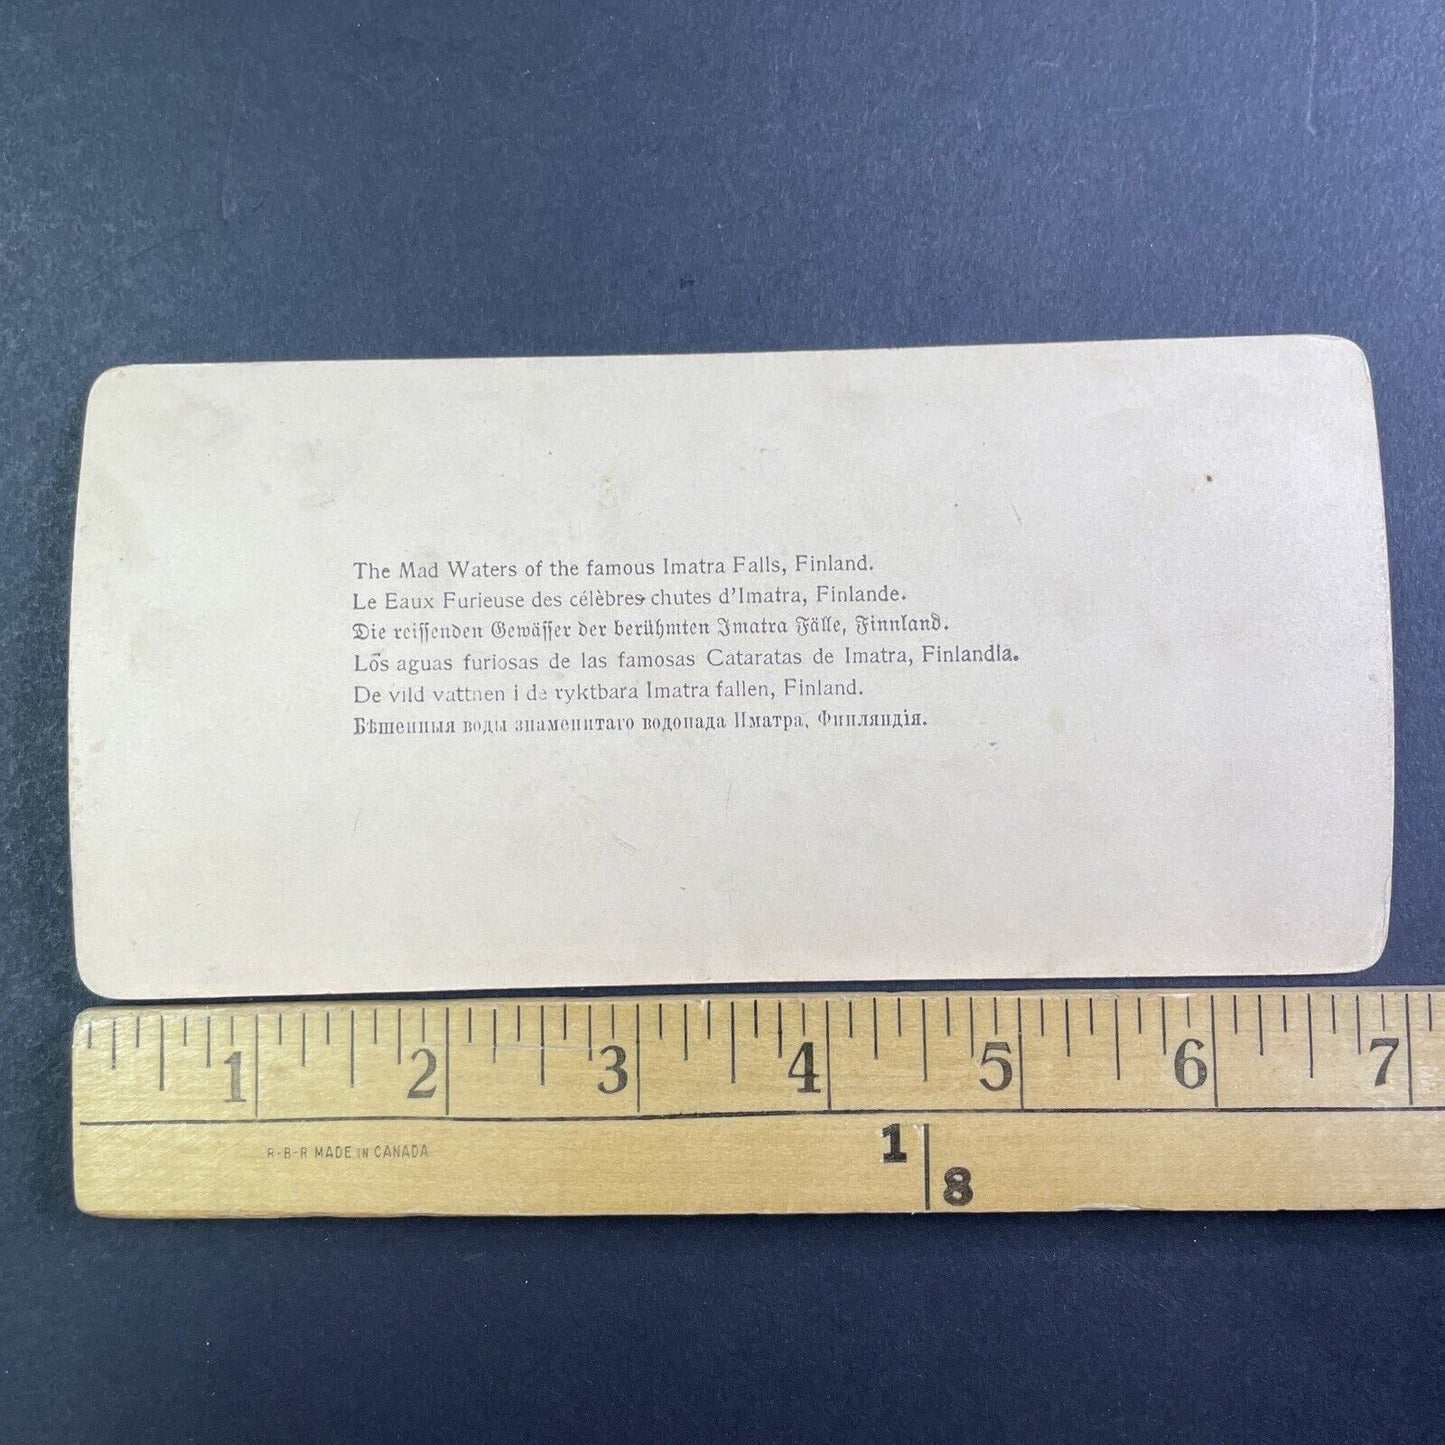 The Mad Waters of the famous Imatra Falls, Finland.
Le Eaux Furieuse des célèbres chutes d'Imatra, Finlande.
Die reissenden Gewässer der berühmten Imatra Fälle, Finnland.
Lōs aguas furiosas de las famosas Cataratas de Imatra, Finlandia.
De vild vattnen i de ryktbara Imatra fallen, Finland.
Бѣшенныя воды знаменитаго водопада Иматра, Финляндія.
1 2 3 4 5 6 7
R-B-R MADE IN CANADA
1 8